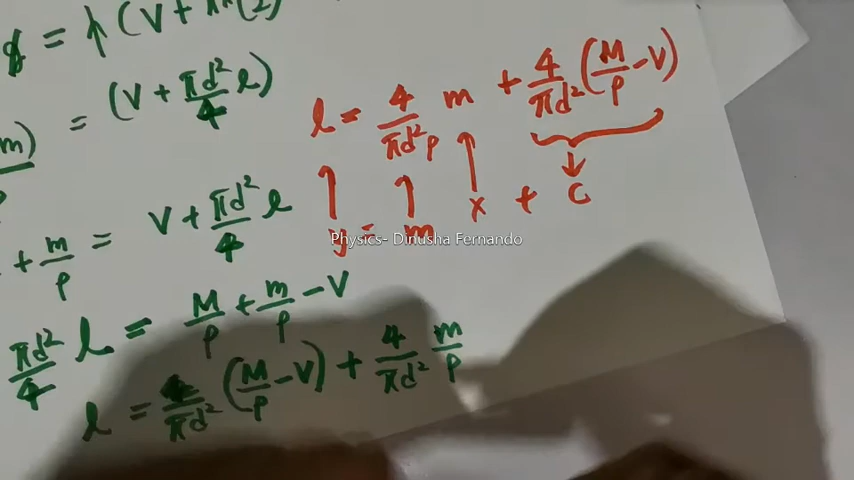 = (V +
= (V + πd²/4 l)
m)
+ m/ρ = V + πd²/4 l
πd²/4 l = M/ρ + m/ρ - V
l = 4/πd² (M/ρ - V) + 4/πd² m/ρ
l = 4/πd²ρ m + 4/πd² (M/ρ - V)
y = m x + c
Physics- Dinusha Fernando